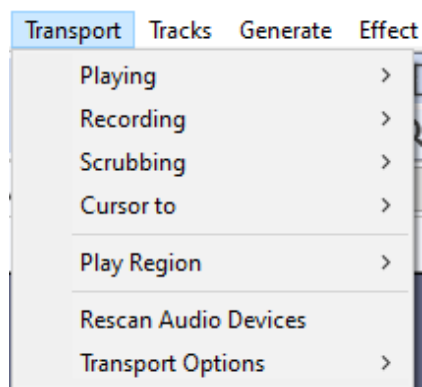 Transport Tracks Generate Effect
Playing
Recording
Scrubbing
Cursor to
Play Region
Rescan Audio Devices
Transport Options